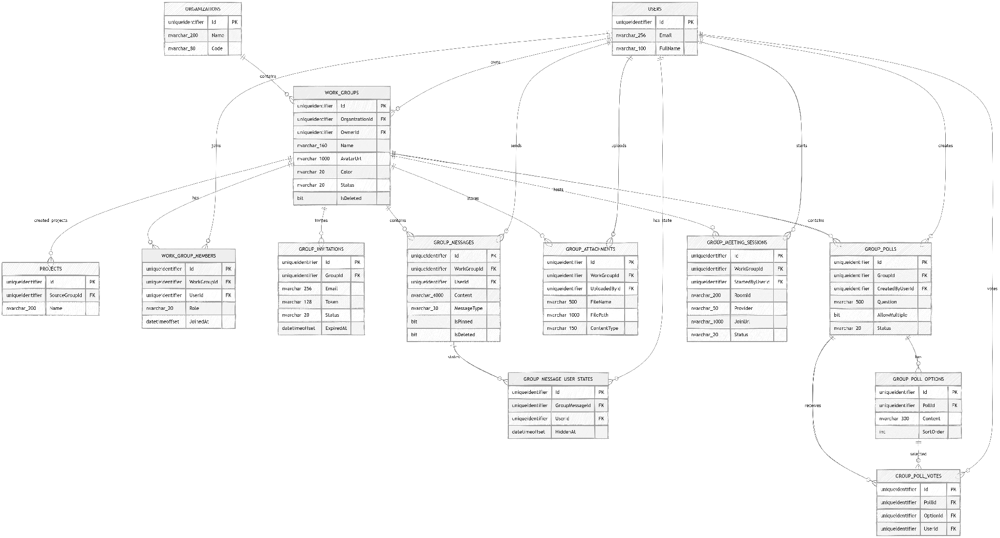 ORGANIZATIONS
uniqueidentifier Id PK
nvarchar_200 Name
nvarchar_80 Code
USERS
uniqueidentifier Id PK
nvarchar_256 Email
nvarchar_100 FullName
contains
owns
WORK_GROUPS
uniqueidentifier Id PK
uniqueidentifier OrganizationId FK
uniqueidentifier OwnerId FK
nvarchar_160 Name
nvarchar_1000 AvatarUrl
nvarchar_20 Color
nvarchar_20 Status
bit IsDeleted
joins
sends
uploads
starts
creates
has
stores
hosts
created projects
invites
contains
has state
contains
votes
PROJECTS
uniqueidentifier Id PK
uniqueidentifier SourceGroupId FK
nvarchar_200 Name
WORK_GROUP_MEMBERS
uniqueidentifier Id PK
uniqueidentifier WorkGroupId FK
uniqueidentifier UserId FK
nvarchar_20 Role
datetimeoffset JoinedAt
GROUP_INVITATIONS
uniqueidentifier Id PK
uniqueidentifier GroupId FK
nvarchar_256 Email
nvarchar_128 Token
nvarchar_20 Status
datetimeoffset ExpiredAt
GROUP_MESSAGES
uniqueidentifier Id PK
uniqueidentifier WorkGroupId FK
uniqueidentifier UserId FK
nvarchar_4000 Content
nvarchar_30 MessageType
bit IsPinned
bit IsDeleted
GROUP_ATTACHMENTS
uniqueidentifier Id PK
uniqueidentifier WorkGroupId FK
uniqueidentifier UploadedById FK
nvarchar_500 FileName
nvarchar_1000 FilePath
nvarchar_150 ContentType
GROUP_MEETING_SESSIONS
uniqueidentifier Id PK
uniqueidentifier WorkGroupId FK
uniqueidentifier StartedByUserId FK
nvarchar_200 RoomId
nvarchar_50 Provider
nvarchar_1000 JoinUrl
nvarchar_20 Status
GROUP_POLLS
uniqueidentifier Id PK
uniqueidentifier GroupId FK
uniqueidentifier CreatedByUserId FK
nvarchar_500 Question
bit AllowMultiple
nvarchar_20 Status
states
has
GROUP_MESSAGE_USER_STATES
uniqueidentifier Id PK
uniqueidentifier GroupMessageId FK
uniqueidentifier UserId FK
datetimeoffset HiddenAt
receives
GROUP_POLL_OPTIONS
uniqueidentifier Id PK
uniqueidentifier PollId FK
nvarchar_300 Content
int SortOrder
selected
GROUP_POLL_VOTES
uniqueidentifier Id PK
uniqueidentifier PollId FK
uniqueidentifier OptionId FK
uniqueidentifier UserId FK